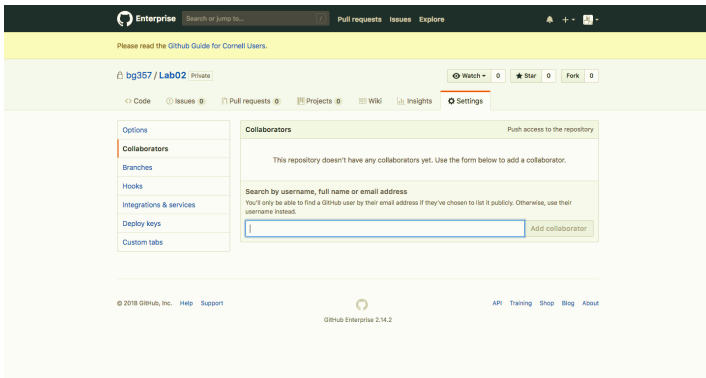 Enterprise Search or jump to... / Pull requests Issues Explore
Please read the Github Guide for Cornell Users.
bg357 / Lab02 Private Watch 0 Star 0 Fork 0
Code Issues 0 Pull requests 0 Projects 0 Wiki Insights Settings
Options
Collaborators
Branches
Hooks
Integrations & services
Deploy keys
Custom tabs
Collaborators Push access to the repository
This repository doesn't have any collaborators yet. Use the form below to add a collaborator.
Search by username, full name or email address
You'll only be able to find a GitHub user by their email address if they've chosen to list it publicly. Otherwise, use their
username instead.
Add collaborator
© 2018 GitHub, Inc. Help Support API Training Shop Blog About
GitHub Enterprise 2.14.2